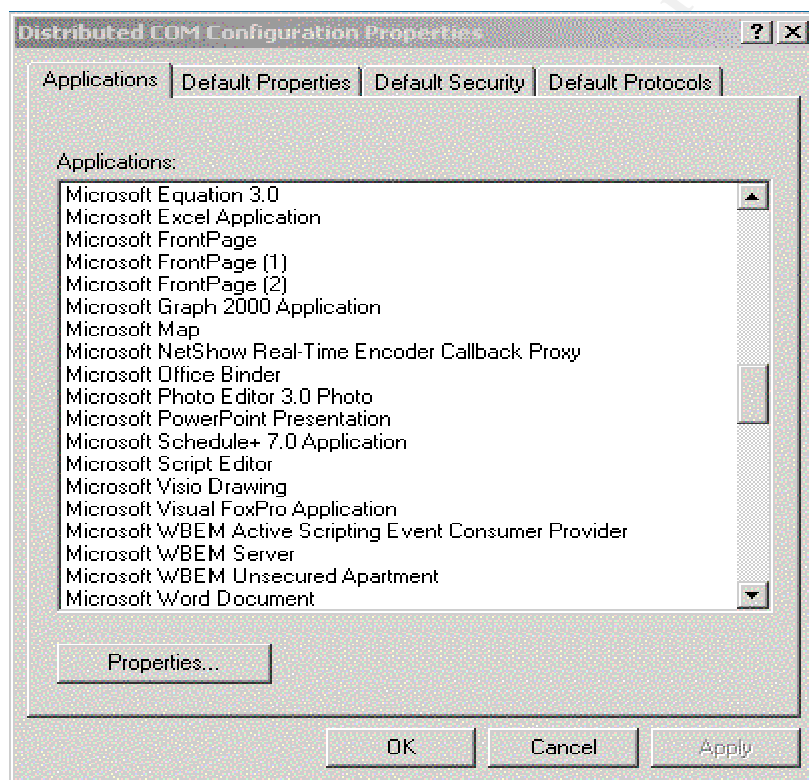 Distributed COM Configuration Properties
Applications
Default Properties
Default Security
Default Protocols
Applications:
Microsoft Equation 3.0
Microsoft Excel Application
Microsoft FrontPage
Microsoft FrontPage (1)
Microsoft FrontPage (2)
Microsoft Graph 2000 Application
Microsoft Map
Microsoft NetShow Real-Time Encoder Callback Proxy
Microsoft Office Binder
Microsoft Photo Editor 3.0 Photo
Microsoft PowerPoint Presentation
Microsoft Schedule+ 7.0 Application
Microsoft Script Editor
Microsoft Visio Drawing
Microsoft Visual FoxPro Application
Microsoft WBEM Active Scripting Event Consumer Provider
Microsoft WBEM Server
Microsoft WBEM Unsecured Apartment
Microsoft Word Document
Properties...
OK
Cancel
Apply